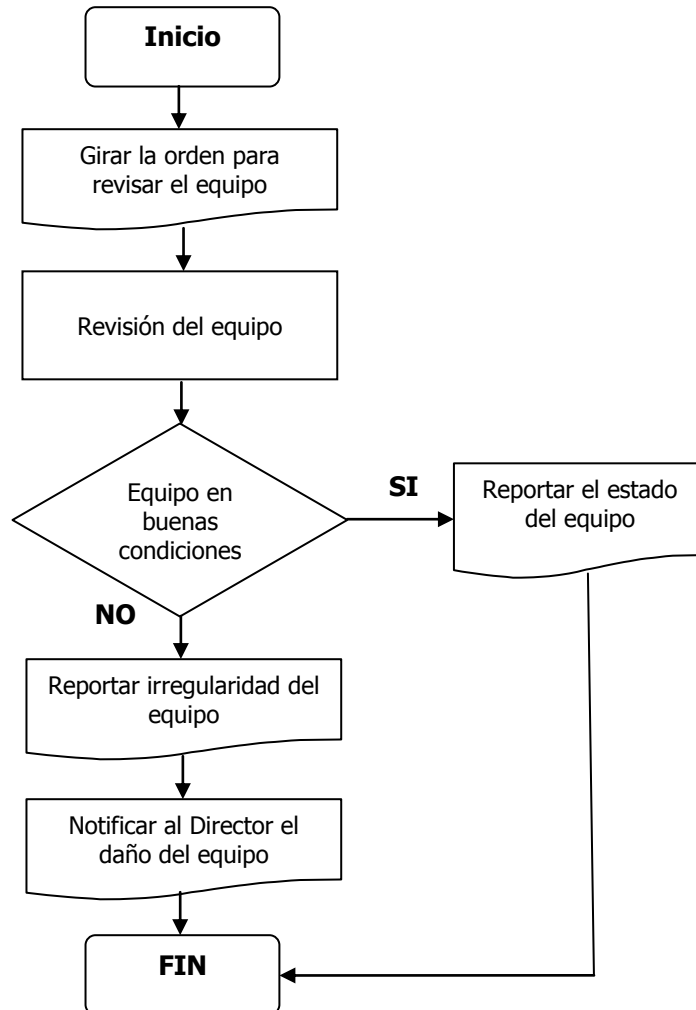 Inicio
Girar la orden para
revisar el equipo
Revisión del equipo
Equipo en
buenas
condiciones
SI
Reportar el estado
del equipo
NO
Reportar irregularidad del
equipo
Notificar al Director el
daño del equipo
FIN